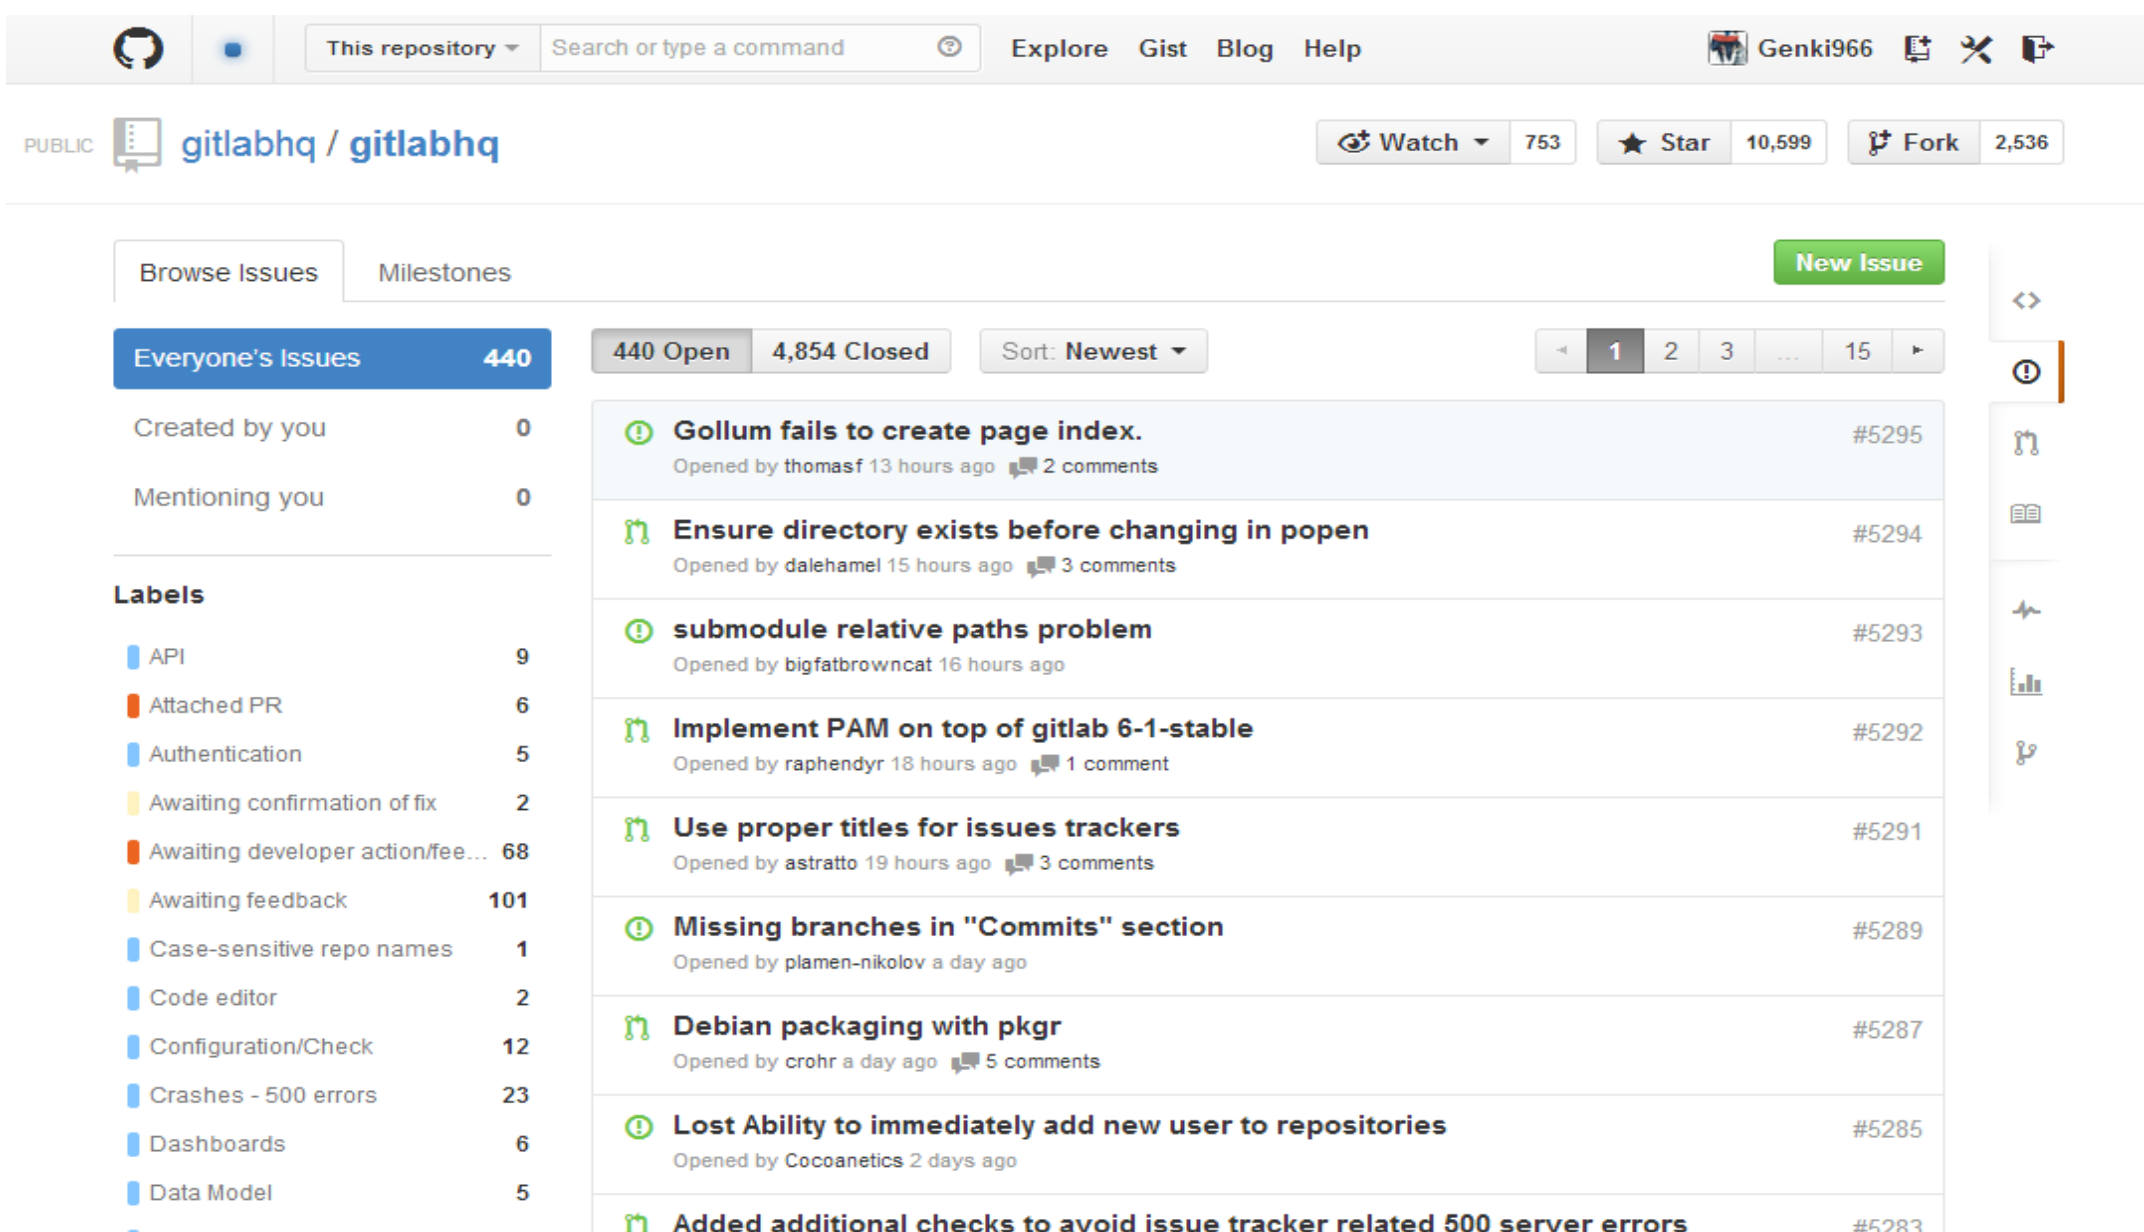 This repository Search or type a command Explore Gist Blog Help Genki966
PUBLIC gitlabhq / gitlabhq Watch 753 Star 10,599 Fork 2,536
Browse Issues Milestones New Issue
Everyone's Issues 440
Created by you 0
Mentioning you 0
Labels
API 9
Attached PR 6
Authentication 5
Awaiting confirmation of fix 2
Awaiting developer action/fee... 68
Awaiting feedback 101
Case-sensitive repo names 1
Code editor 2
Configuration/Check 12
Crashes - 500 errors 23
Dashboards 6
Data Model 5
440 Open 4,854 Closed Sort: Newest 1 2 3 ... 15
Gollum fails to create page index. #5295
Opened by thomasf 13 hours ago 2 comments
Ensure directory exists before changing in popen #5294
Opened by dalehamel 15 hours ago 3 comments
submodule relative paths problem #5293
Opened by bigfatbrowncat 16 hours ago
Implement PAM on top of gitlab 6-1-stable #5292
Opened by raphendyr 18 hours ago 1 comment
Use proper titles for issues trackers #5291
Opened by astratto 19 hours ago 3 comments
Missing branches in "Commits" section #5289
Opened by plamen-nikolov a day ago
Debian packaging with pkgr #5287
Opened by crohr a day ago 5 comments
Lost Ability to immediately add new user to repositories #5285
Opened by Cocoanetics 2 days ago
Added additional checks to avoid issue tracker related 500 server errors #5283